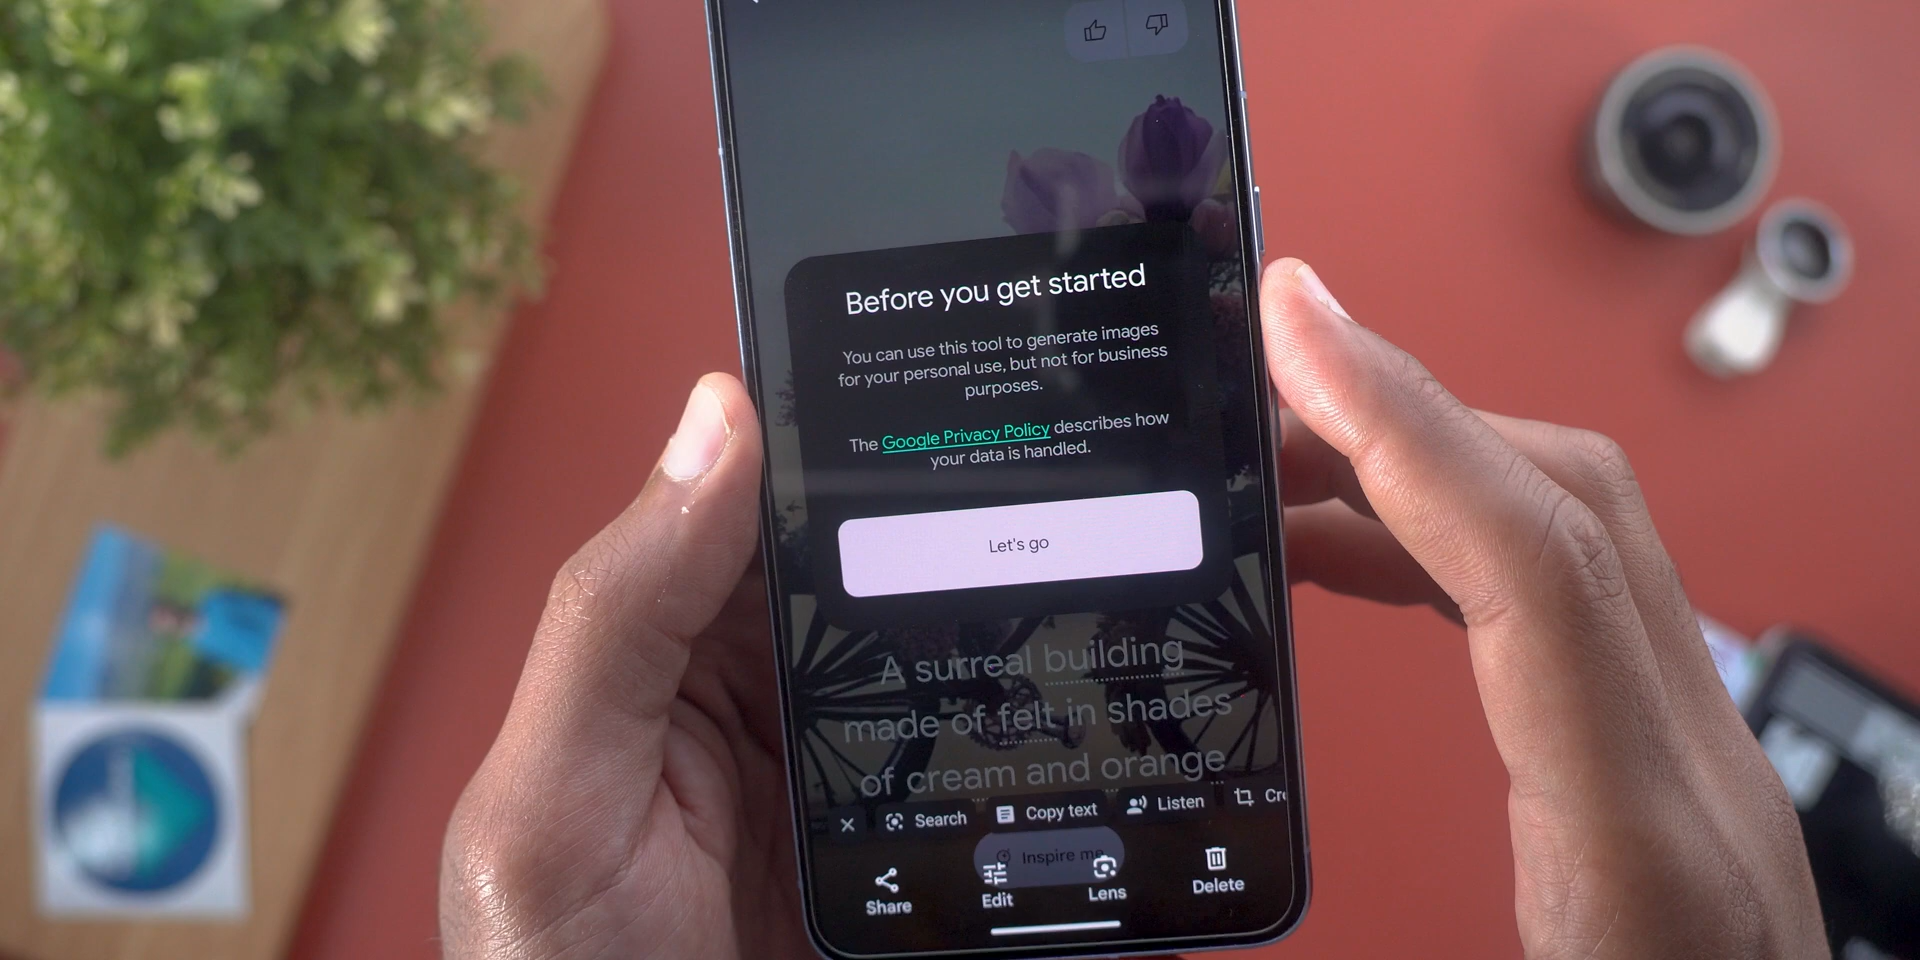 Before you get started
You can use this tool to generate images
for your personal use, but not for business
purposes.
The Google Privacy Policy describes how
your data is handled.
Let's go
A surreal building
made of felt in shades
of cream and orange
Search
Copy text
Listen
Inspire me
Share
Edit
Lens
Delete